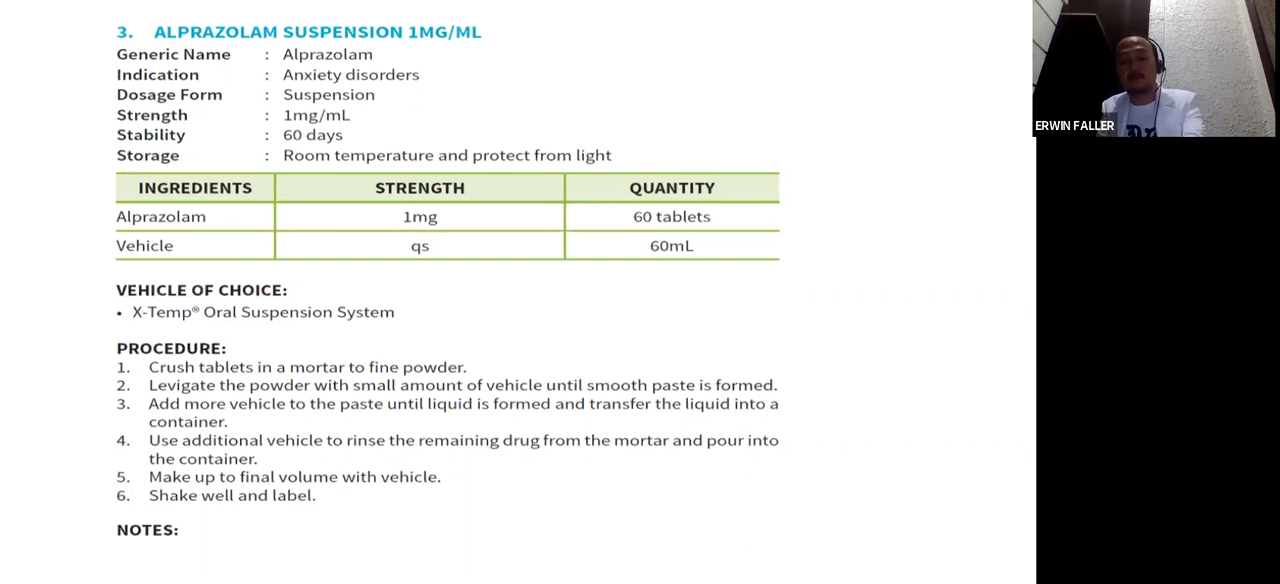 3. ALPRAZOLAM SUSPENSION 1MG/ML
Generic Name : Alprazolam
Indication : Anxiety disorders
Dosage Form : Suspension
Strength : 1mg/mL
Stability : 60 days
Storage : Room temperature and protect from light
INGREDIENTS STRENGTH QUANTITY
Alprazolam 1mg 60 tablets
Vehicle qs 60mL
VEHICLE OF CHOICE:
• X-Temp® Oral Suspension System
PROCEDURE:
1. Crush tablets in a mortar to fine powder.
2. Levigate the powder with small amount of vehicle until smooth paste is formed.
3. Add more vehicle to the paste until liquid is formed and transfer the liquid into a
container.
4. Use additional vehicle to rinse the remaining drug from the mortar and pour into
the container.
5. Make up to final volume with vehicle.
6. Shake well and label.
NOTES:
ERWIN FALLER